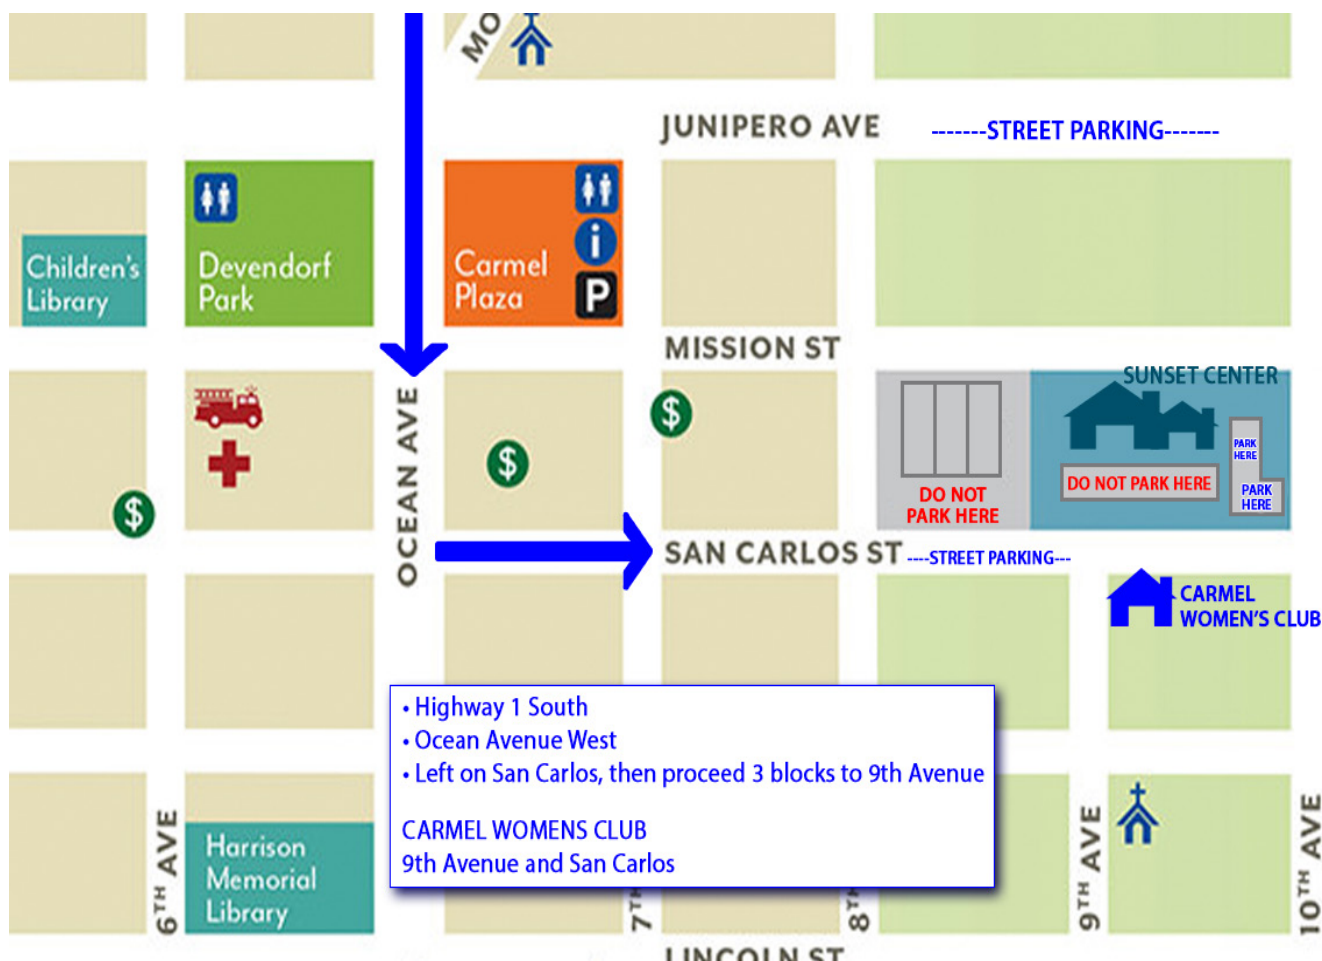 MO
JUNIPERO AVE
-------STREET PARKING-------
Children's
Library
Devendorf
Park
Carmel
Plaza
i
P
MISSION ST
SUNSET CENTER
OCEAN AVE
$
$
$
DO NOT
PARK HERE
DO NOT PARK HERE
PARK
HERE
PARK
HERE
SAN CARLOS ST
----STREET PARKING---
CARMEL
WOMEN'S CLUB
• Highway 1 South
• Ocean Avenue West
• Left on San Carlos, then proceed 3 blocks to 9th Avenue
CARMEL WOMENS CLUB
9th Avenue and San Carlos
6TH AVE
Harrison
Memorial
Library
7TH
8TH
9TH AVE
10TH AVE
LINCOLN ST